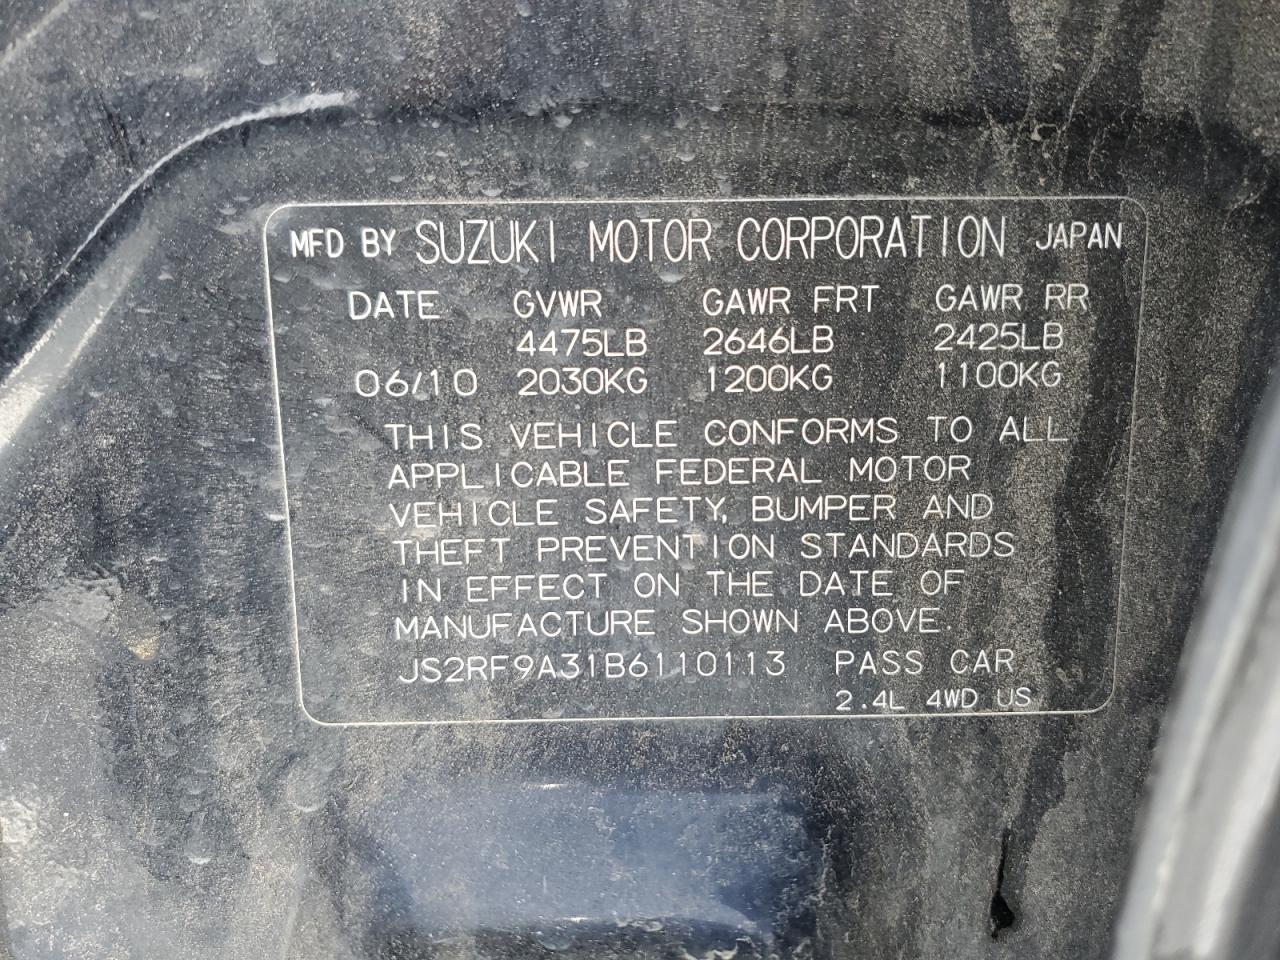 MFD BY SUZUKI MOTOR CORPORATION JAPAN
DATE GVWR GAWR FRT GAWR RR
4475LB 2646LB 2425LB
06/10 2030KG 1200KG 1100KG
THIS VEHICLE CONFORMS TO ALL
APPLICABLE FEDERAL MOTOR
VEHICLE SAFETY, BUMPER AND
THEFT PREVENTION STANDARDS
IN EFFECT ON THE DATE OF
MANUFACTURE SHOWN ABOVE.
JS2RF9A31B6110113 PASS CAR
2.4L 4WD US